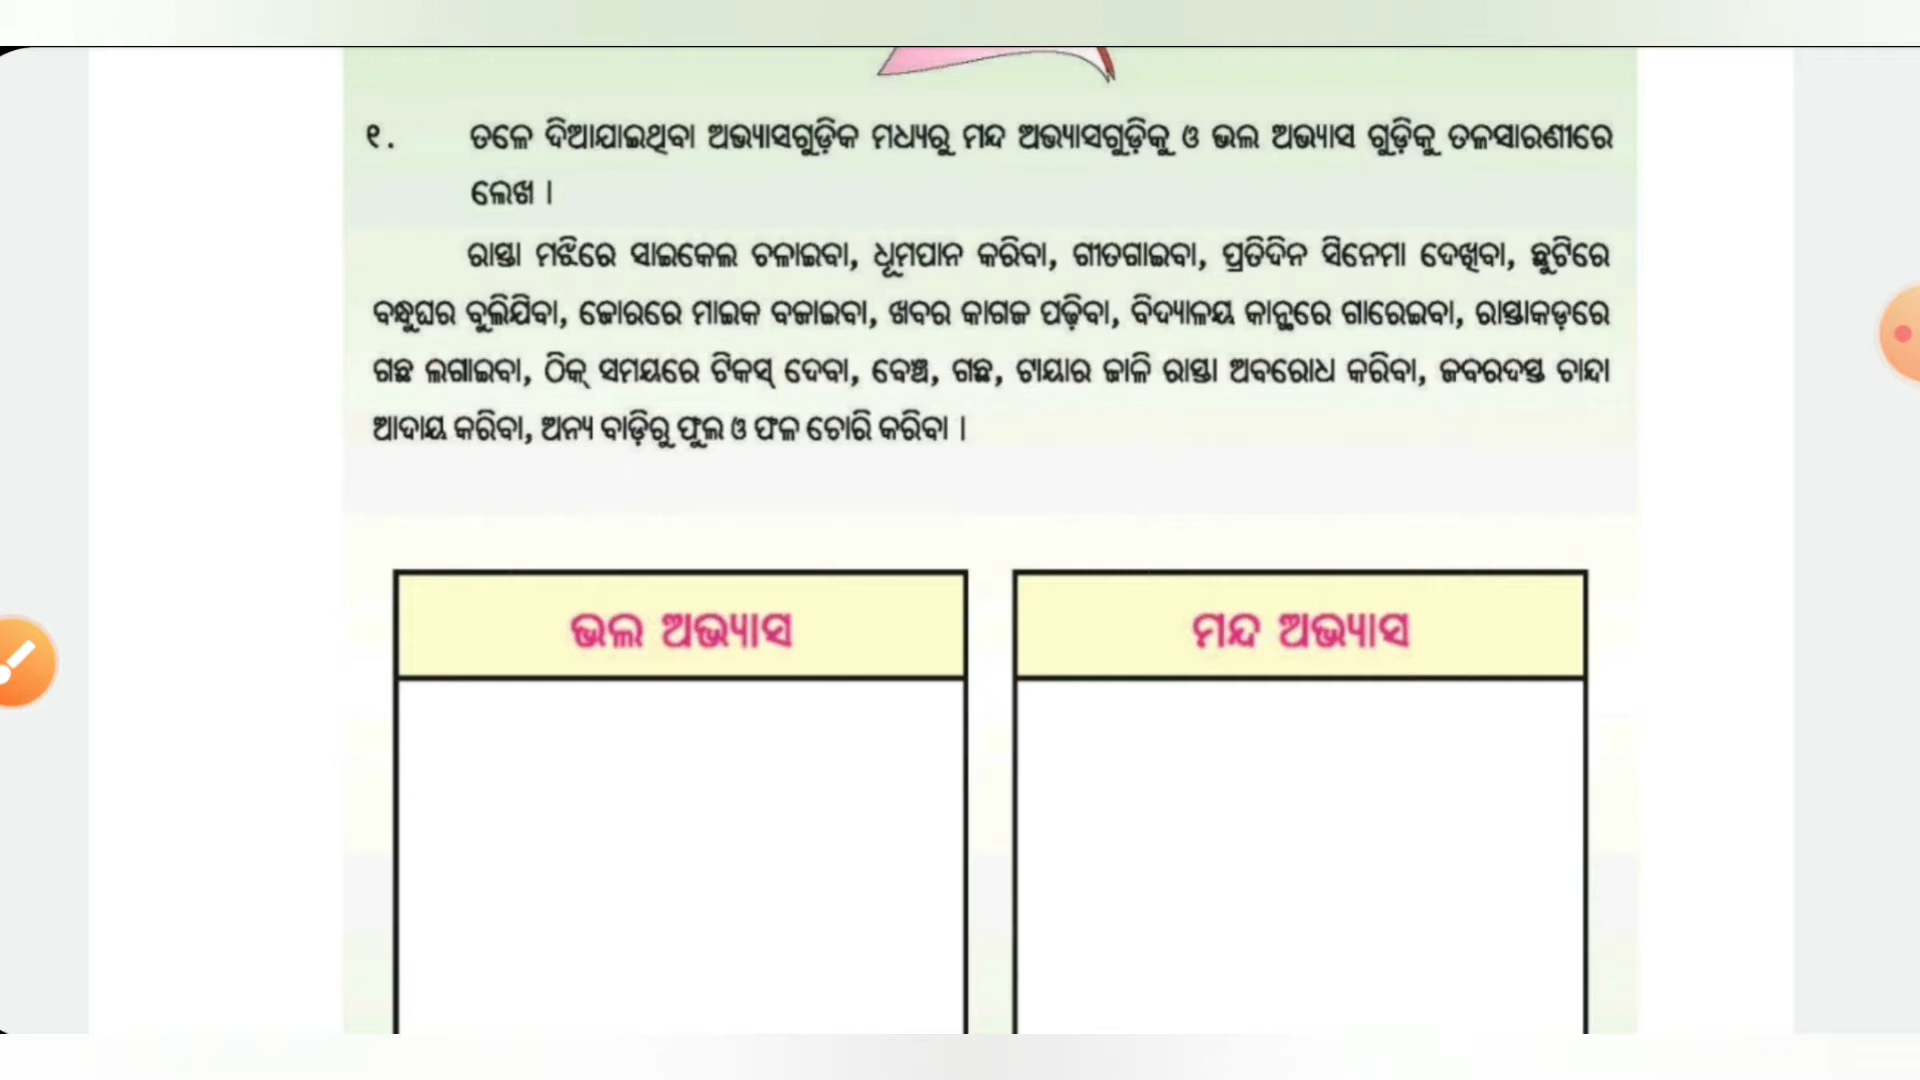 ୧. ତଳେ ଦିଆଯାଇଥିବା ଅଭ୍ୟାସଗୁଡ଼ିକ ମଧ୍ୟରୁ ମନ୍ଦ ଅଭ୍ୟାସଗୁଡ଼ିକୁ ଓ ଭଲ ଅଭ୍ୟାସ ଗୁଡ଼ିକୁ ତଳସାରଣୀରେ
ଲେଖ ।
ରାସ୍ତା ମଝିରେ ସାଇକେଲ ଚଳାଇବା, ଧୂମପାନ କରିବା, ଗୀତଗାଇବା, ପ୍ରତିଦିନ ସିନେମା ଦେଖିବା, ଛୁଟିରେ
ବନ୍ଧୁଘର ବୁଲିଯିବା, ଜୋରରେ ମାଇକ ବଜାଇବା, ଖବର କାଗଜ ପଢ଼ିବା, ବିଦ୍ୟାଳୟ କାନ୍ଥରେ ଗାରେଇବା, ରାସ୍ତାକଡ଼ରେ
ଗଛ ଲଗାଇବା, ଠିକ୍ ସମୟରେ ଟିକସ୍ ଦେବା, ବେଞ୍ଚ, ଗଛ, ଟାୟାର ଜାଳି ରାସ୍ତା ଅବରୋଧ କରିବା, ଜବରଦସ୍ତ ଚାନ୍ଦା
ଆଦାୟ କରିବା, ଅନ୍ୟ ବାଡ଼ିରୁ ଫୁଲ ଓ ଫଳ ଚୋରି କରିବା ।
ଭଲ ଅଭ୍ୟାସ
ମନ୍ଦ ଅଭ୍ୟାସ